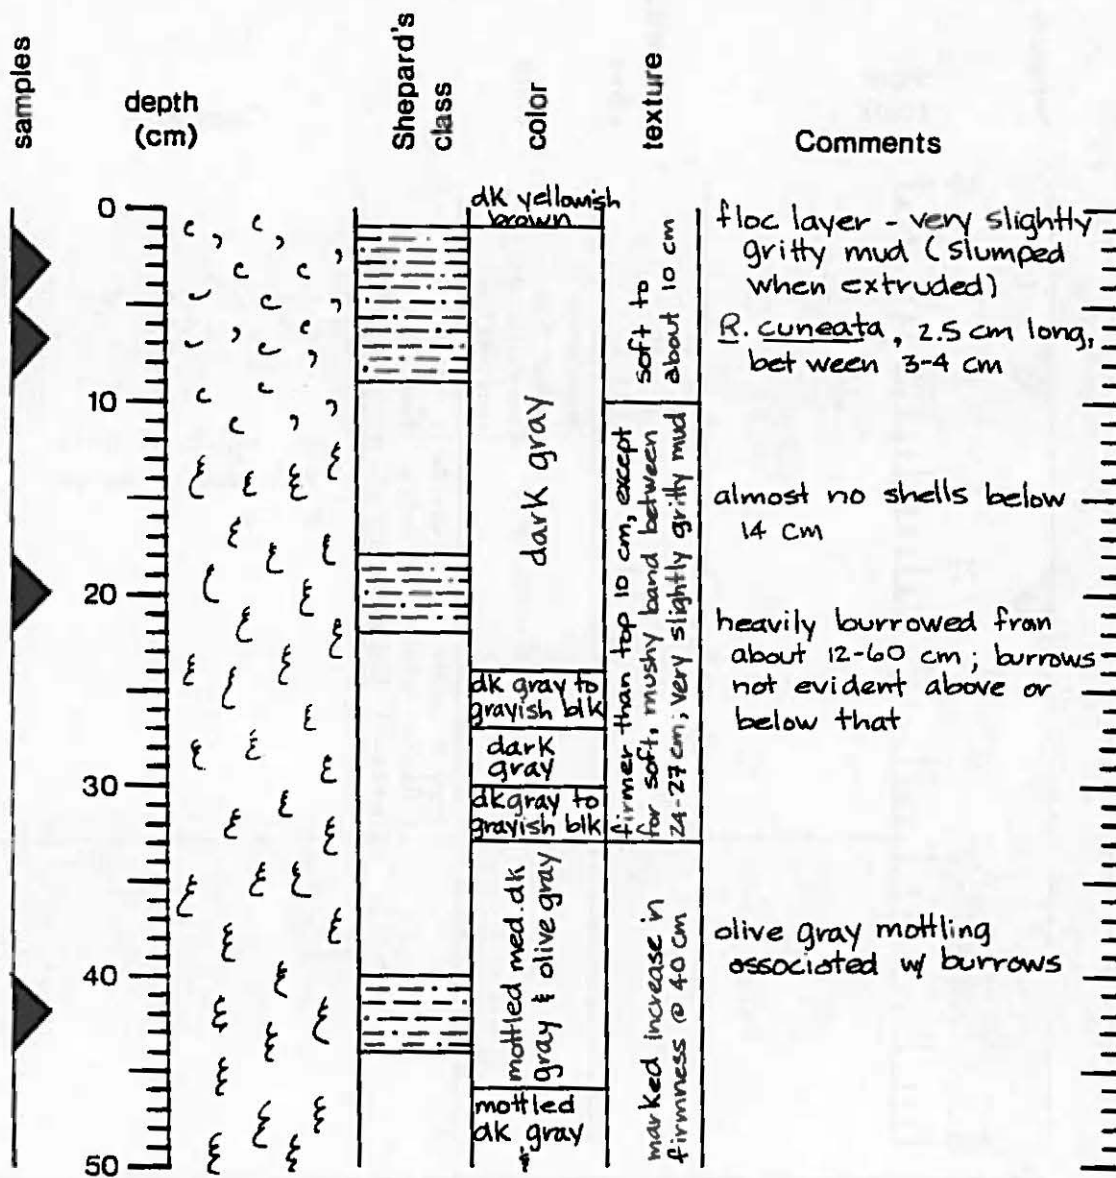 samples
depth
(cm)
Shepard's
class
color
texture
Comments
0
10
20
30
40
50
dk yellowish
brown
dark gray
dk gray to
grayish blk
dark
gray
dk gray to
grayish blk
mottled med. dk
gray & olive gray
mottled
dk gray
soft to
about 10 cm
firmer than top 10 cm, except
for soft, mushy band between
24-27 cm; very slightly gritty mud
marked increase in
firmness @ 40 cm
floc layer - very slightly
gritty mud (slumped
when extruded)
R. cuneata, 2.5 cm long,
between 3-4 cm
almost no shells below
14 cm
heavily burrowed from
about 12-60 cm; burrows
not evident above or
below that
olive gray mottling
associated w/ burrows